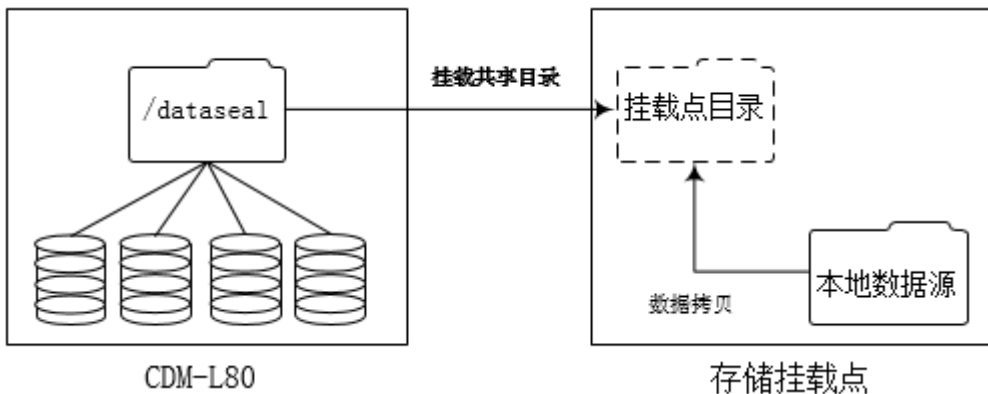 挂载共享目录
/dataseal
挂载点目录
本地数据源
数据拷贝
CDM-L80
存储挂载点